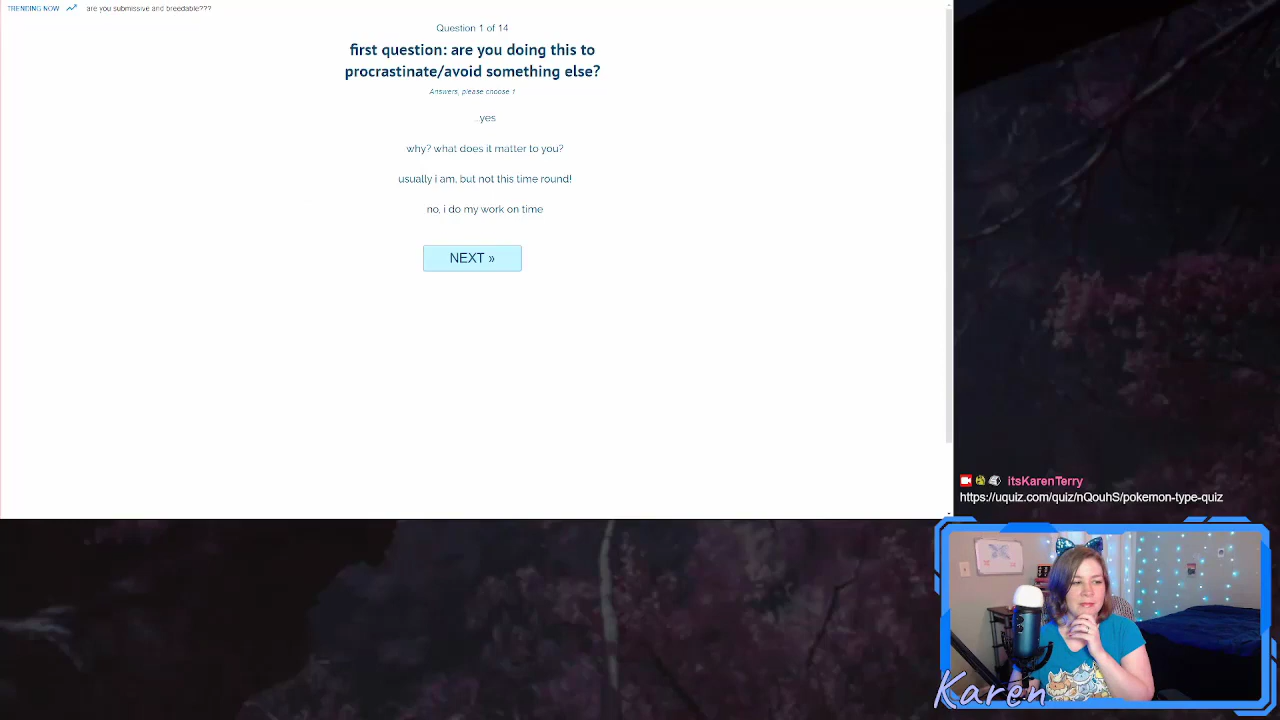 TRENDING NOW are you submissive and breedable???
Question 1 of 14
first question: are you doing this to
procrastinate/avoid something else?
Answers, please choose 1
...yes
why? what does it matter to you?
usually i am, but not this time round!
no, i do my work on time
NEXT »
itsKarenTerry
https://uquiz.com/quiz/nQouhS/pokemon-type-quiz
Karen